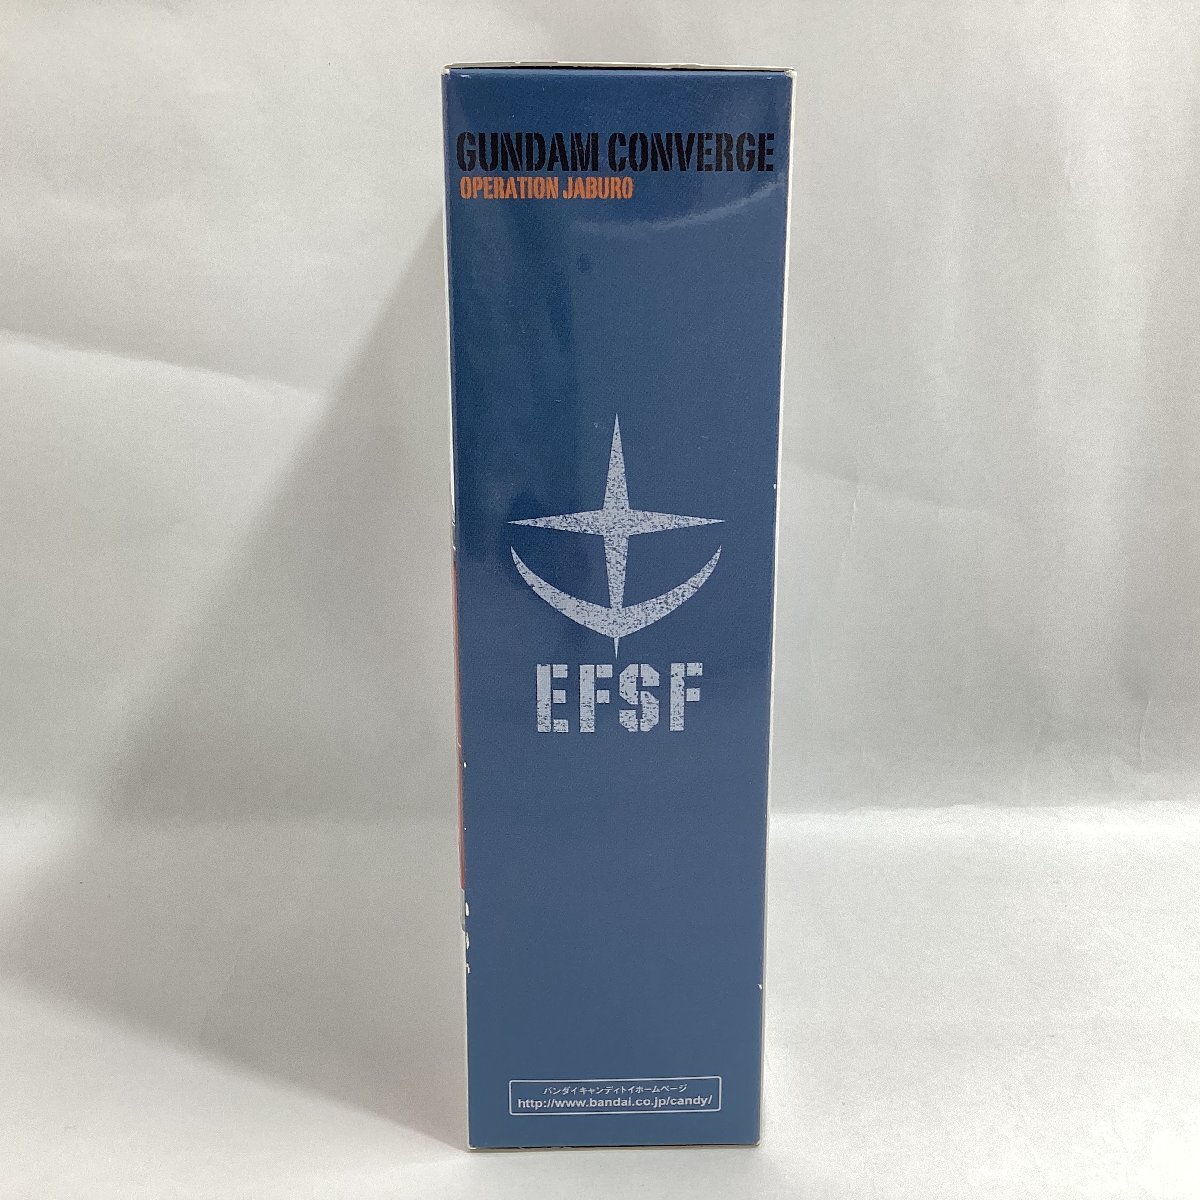 GUNDAM CONVERGE
OPERATION JABURO
EFSF
バンダイキャンディトイホームページ
http://www.bandai.co.jp/candy/